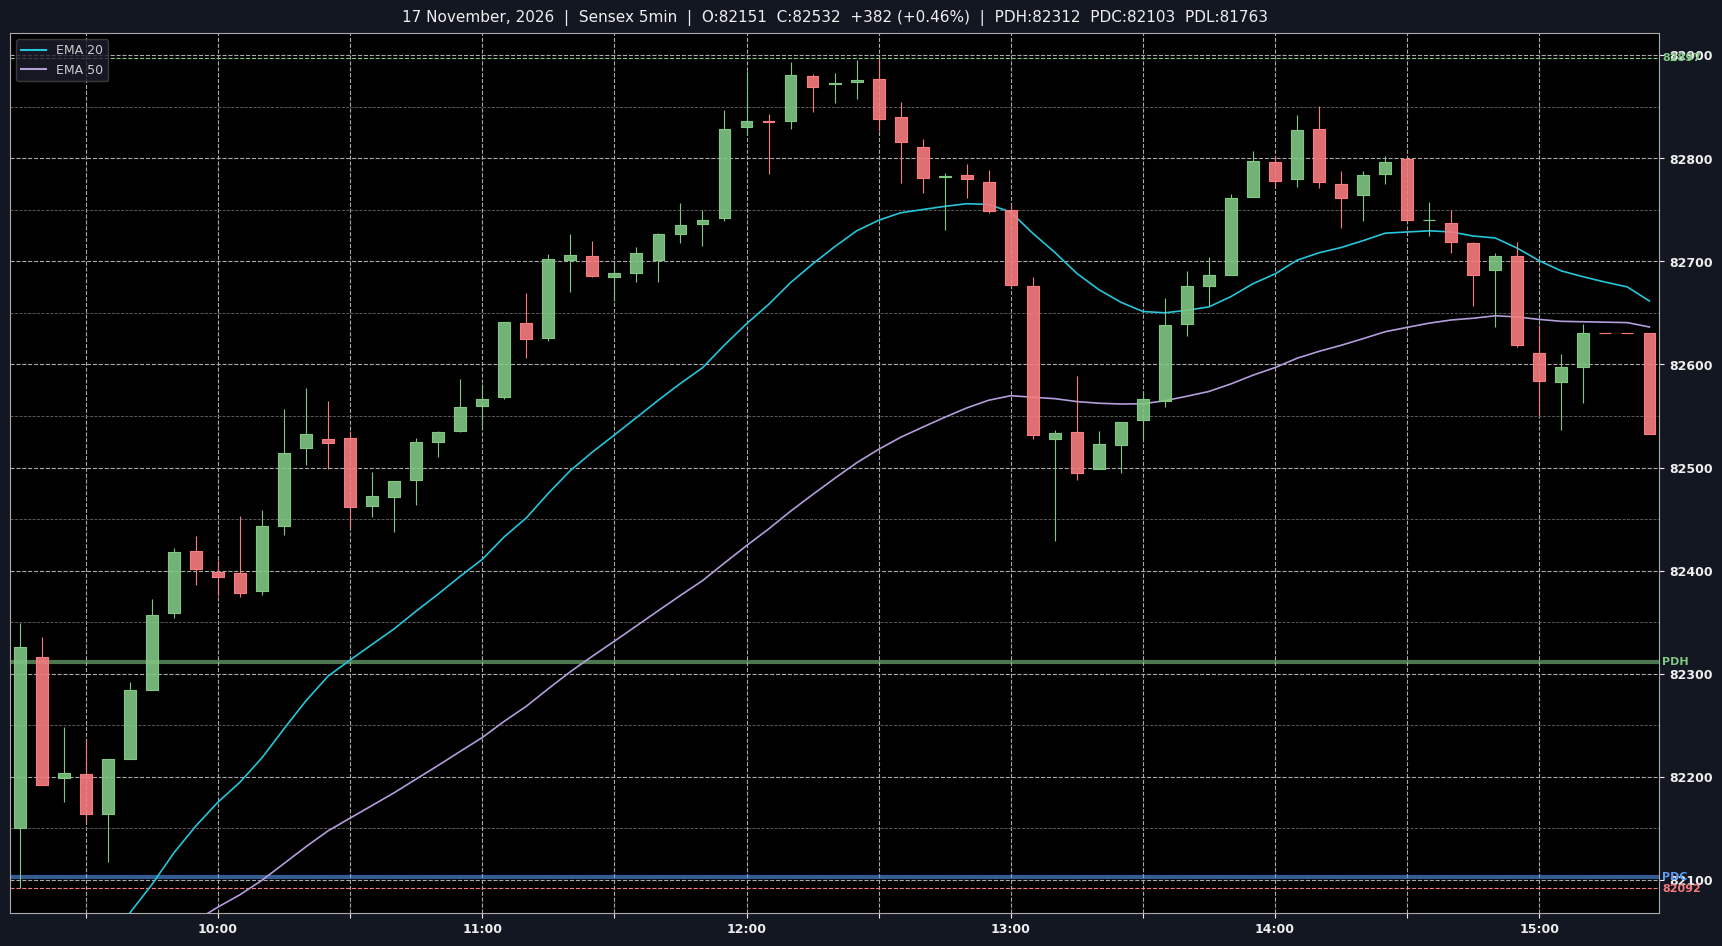 17 November, 2026 | Sensex 5min | O:82151 C:82532 +382 (+0.46%) | PDH:82312 PDC:82103 PDL:81763
EMA 20
EMA 50
82900
82800
82700
82600
82500
82400
PDH
82300
82200
PDC
82100
82092
10:00 11:00 12:00 13:00 14:00 15:00